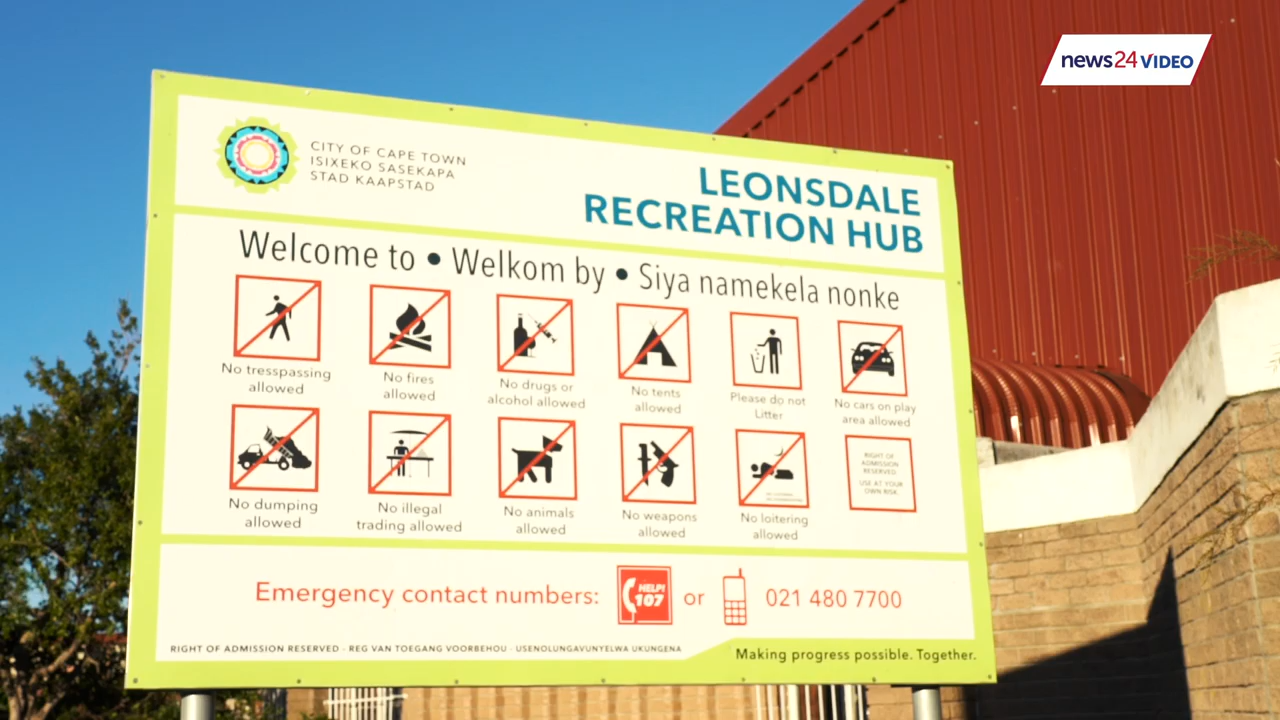 news24 VIDEO
CITY OF CAPE TOWN
ISIXEKO SASEKAPA
STAD KAAPSTAD
LEONSDALE
RECREATION HUB
Welcome to • Welkom by • Siya namekela nonke
No tresspassing
allowed
No fires
allowed
No drugs or
alcohol allowed
No tents
allowed
Please do not
Litter
No cars on play
area allowed
No dumping
allowed
No illegal
trading allowed
No animals
allowed
No weapons
allowed
No loitering
allowed
RIGHT OF
ADMISSION
RESERVED
USE AT YOUR
OWN RISK
Emergency contact numbers:
HELP!
107
or
021 480 7700
RIGHT OF ADMISSION RESERVED · REG VAN TOEGANG VOORBEHOU · USENOLUNGAVUNYELWA UKUNGENA
Making progress possible. Together.